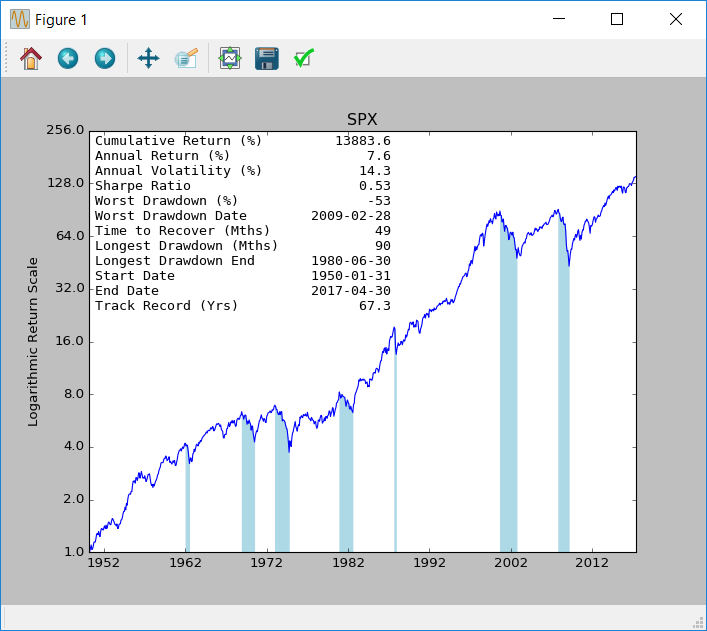 Figure 1
SPX
256.0
128.0
64.0
32.0
16.0
8.0
4.0
2.0
1.0
Logarithmic Return Scale
Cumulative Return (%) 13883.6
Annual Return (%) 7.6
Annual Volatility (%) 14.3
Sharpe Ratio 0.53
Worst Drawdown (%) -53
Worst Drawdown Date 2009-02-28
Time to Recover (Mths) 49
Longest Drawdown (Mths) 90
Longest Drawdown End 1980-06-30
Start Date 1950-01-31
End Date 2017-04-30
Track Record (Yrs) 67.3
1952 1962 1972 1982 1992 2002 2012